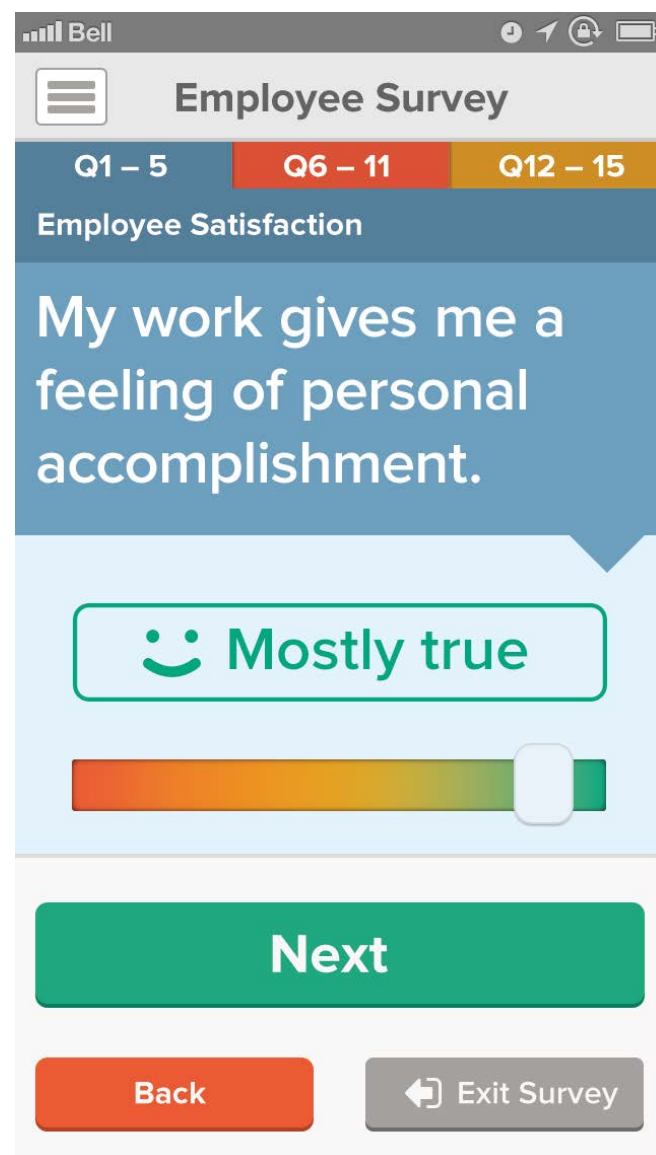 Bell
Employee Survey
Q1 – 5
Q6 – 11
Q12 – 15
Employee Satisfaction
My work gives me a
feeling of personal
accomplishment.
Mostly true
Next
Back
Exit Survey